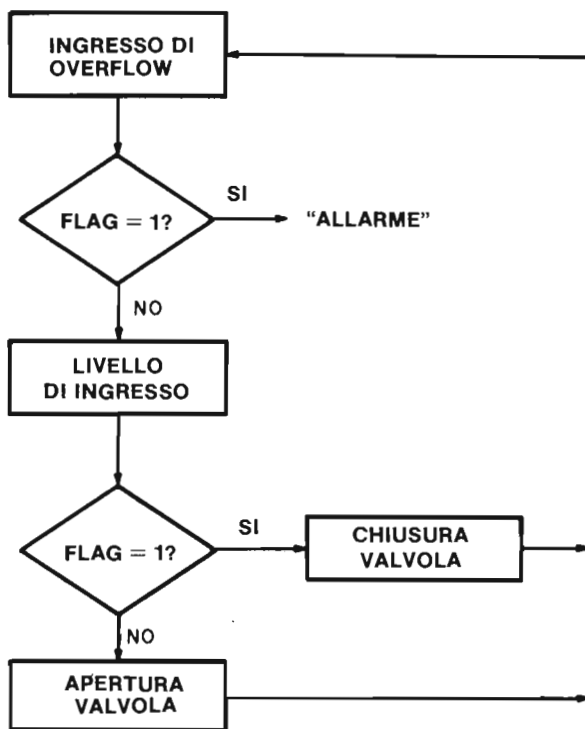 INGRESSO DI
OVERFLOW
FLAG = 1?
SI
"ALLARME"
NO
LIVELLO
DI INGRESSO
FLAG = 1?
SI
CHIUSURA
VALVOLA
NO
APERTURA
VALVOLA